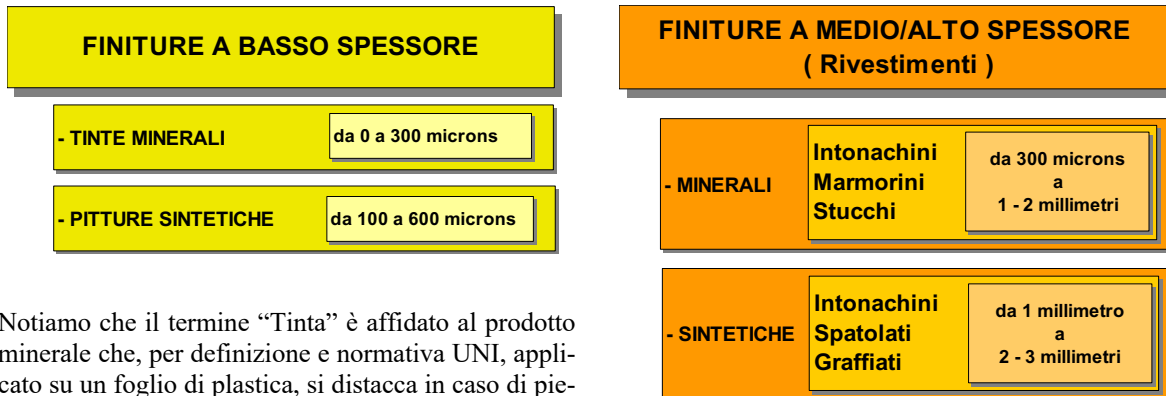 FINITURE A BASSO SPESSORE
- TINTE MINERALI
da 0 a 300 microns
- PITTURE SINTETICHE
da 100 a 600 microns
Notiamo che il termine “Tinta” è affidato al prodotto
minerale che, per definizione e normativa UNI, appli-
cato su un foglio di plastica, si distacca in caso di pie-
FINITURE A MEDIO/ALTO SPESSORE
( Rivestimenti )
- MINERALI
Intonachini
Marmorini
Stucchi
da 300 microns
a
1 - 2 millimetri
- SINTETICHE
Intonachini
Spatolati
Graffiati
da 1 millimetro
a
2 - 3 millimetri